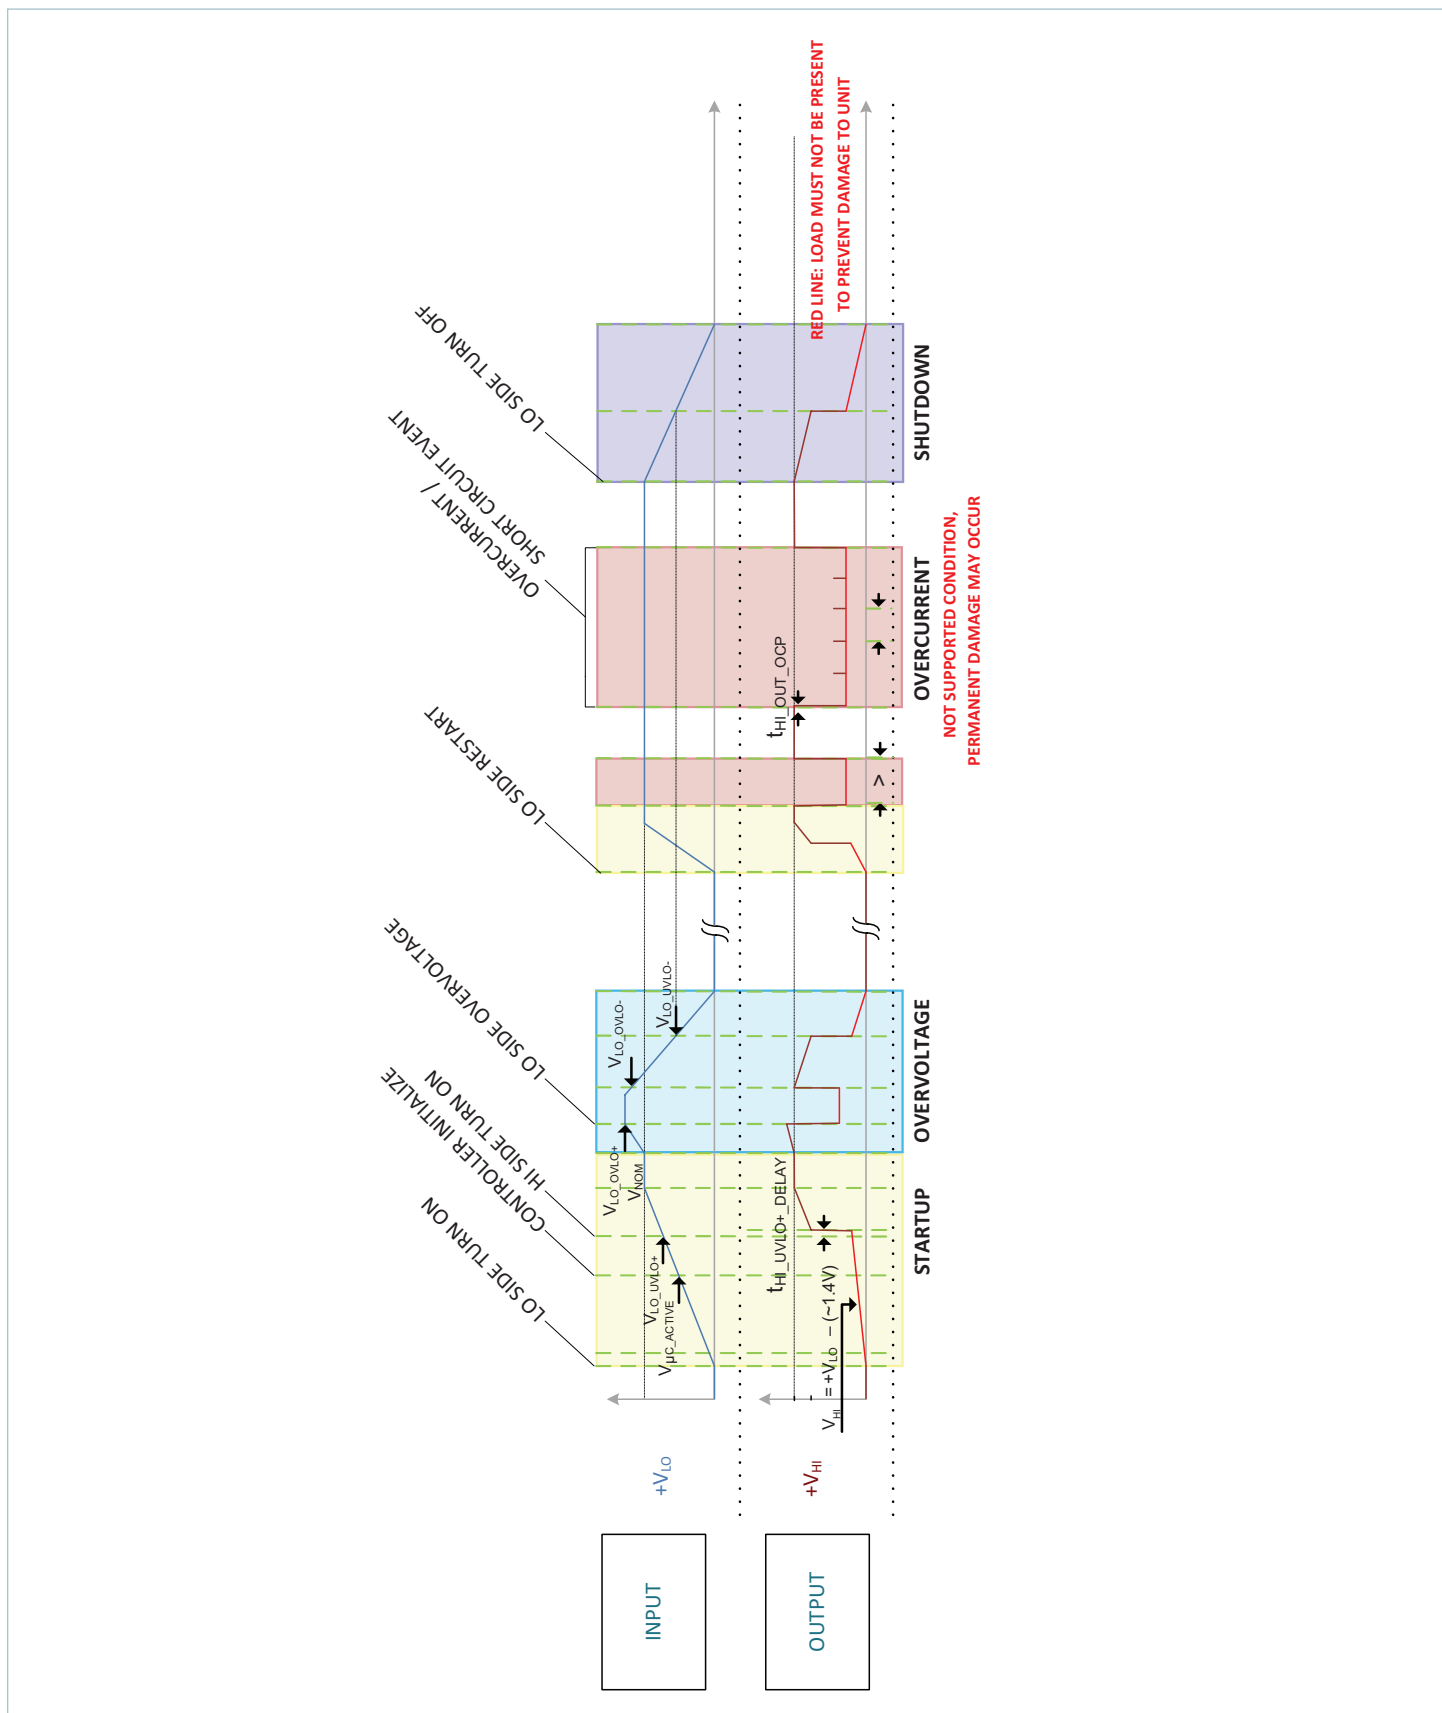 LO SIDE TURN ON
CONTROLLER INITIALIZE
HI SIDE TURN ON
LO SIDE OVERVOLTAGE
LO SIDE RESTART
OVERCURRENT /
SHORT CIRCUIT EVENT
LO SIDE TURN OFF
INPUT
+VLO
VµC_ACTIVE
VLO_UVLO+
VNOM
VLO_OVLO+
VLO_OVLO-
VLO_UVLO-
OUTPUT
+VHI
VHI = +VLO – (~1.4V)
tHI_UVLO+_DELAY
tHI_OUT_OCP
>
RED LINE: LOAD MUST NOT BE PRESENT
TO PREVENT DAMAGE TO UNIT
STARTUP
OVERVOLTAGE
OVERCURRENT
SHUTDOWN
NOT SUPPORTED CONDITION,
PERMANENT DAMAGE MAY OCCUR